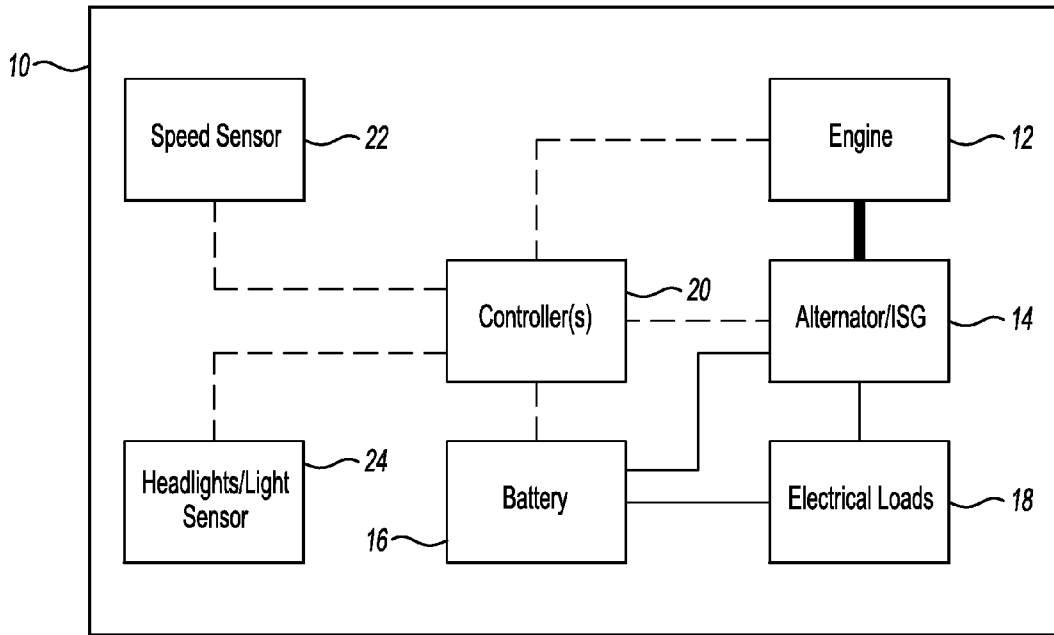 10
Speed Sensor
22
Engine
12
Controller(s)
20
Alternator/ISG
14
Headlights/Light
Sensor
24
Battery
16
Electrical Loads
18